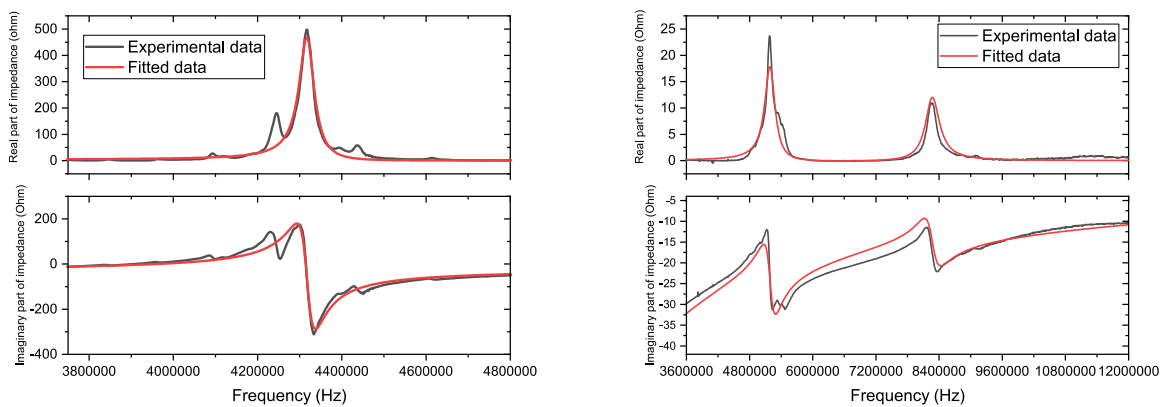 Real part of impedance (ohm)
500
400
300
200
100
0
Experimental data
Fitted data
Imaginary part of impedance (Ohm)
200
0
-200
-400
3800000 4000000 4200000 4400000 4600000 4800000
Frequency (Hz)
Real part of impedance (Ohm)
25
20
15
10
5
0
Experimental data
Fitted data
Imaginary part of impedance (Ohm)
-5
-10
-15
-20
-25
-30
-35
-40
3600000 4800000 6000000 7200000 8400000 9600000 10800000 12000000
Frequency (Hz)